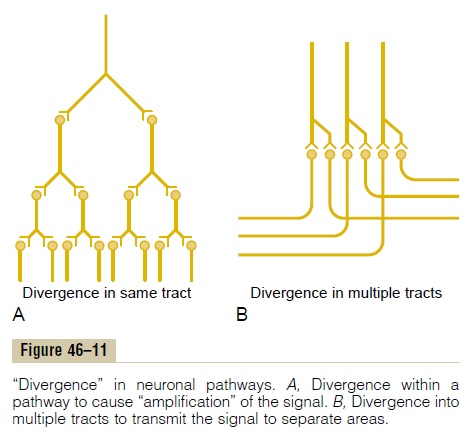 Divergence in same tract
Divergence in multiple tracts
A
B
Figure 46–11
“Divergence” in neuronal pathways. A, Divergence within a
pathway to cause “amplification” of the signal. B, Divergence into
multiple tracts to transmit the signal to separate areas.